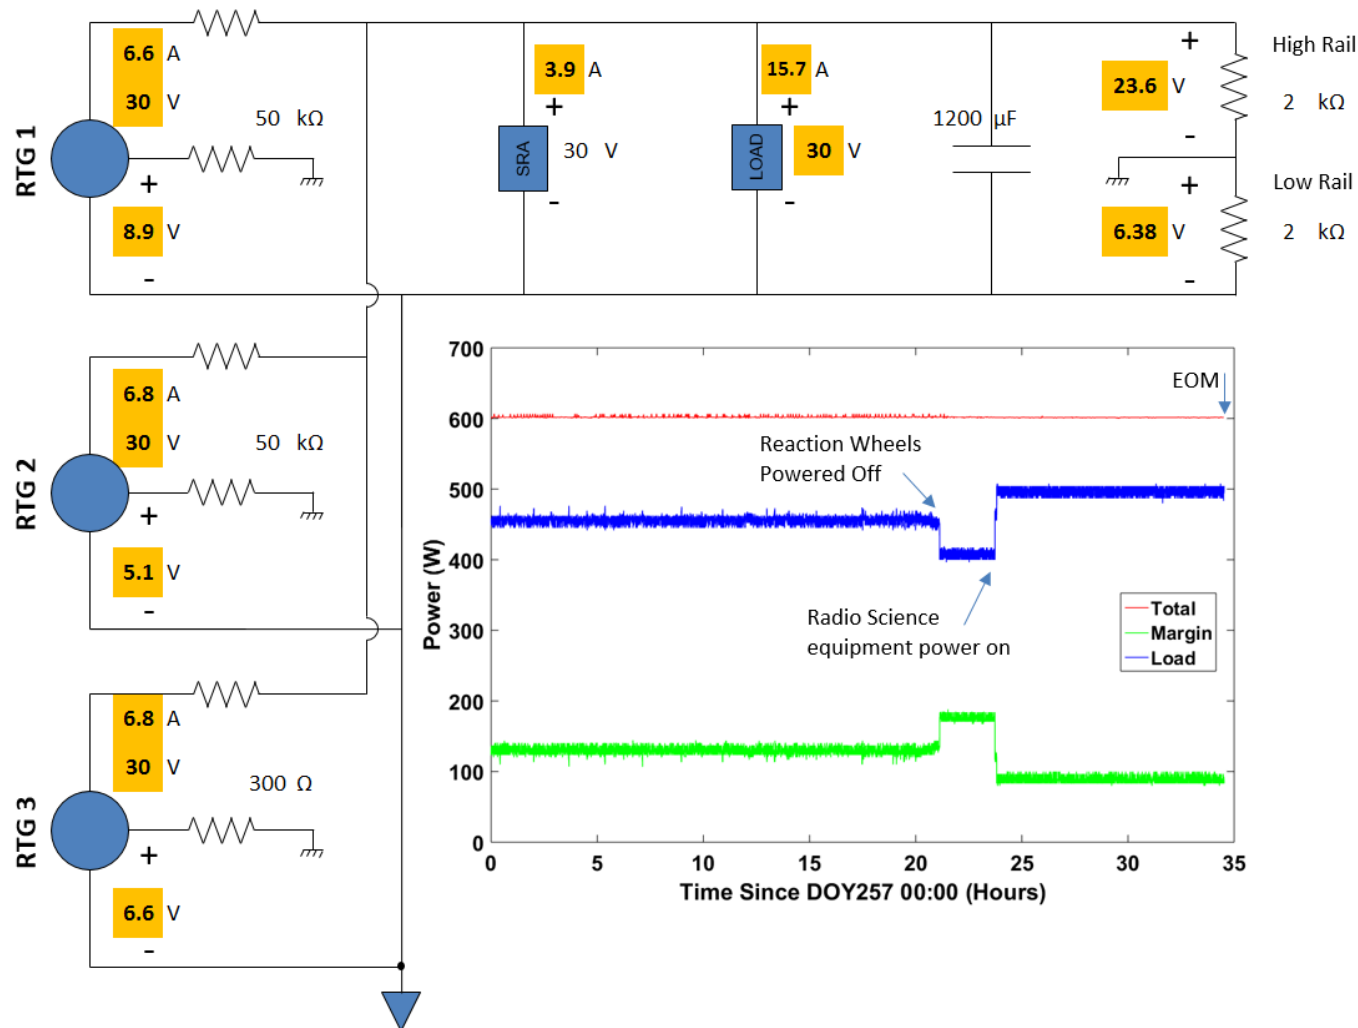 RTG 1
6.6 A
30 V
50 kΩ
+
8.9 V
-
3.9 A
+
SRA
30 V
-
15.7 A
+
LOAD
30 V
-
1200 µF
+
23.6 V
-
High Rail
2 kΩ
+
6.38 V
-
Low Rail
2 kΩ
RTG 2
6.8 A
30 V
50 kΩ
+
5.1 V
-
RTG 3
6.8 A
30 V
300 Ω
+
6.6 V
-
700
600
500
400
300
200
100
0
Power (W)
EOM
Reaction Wheels
Powered Off
Radio Science
equipment power on
Total
Margin
Load
0 5 10 15 20 25 30 35
Time Since DOY257 00:00 (Hours)